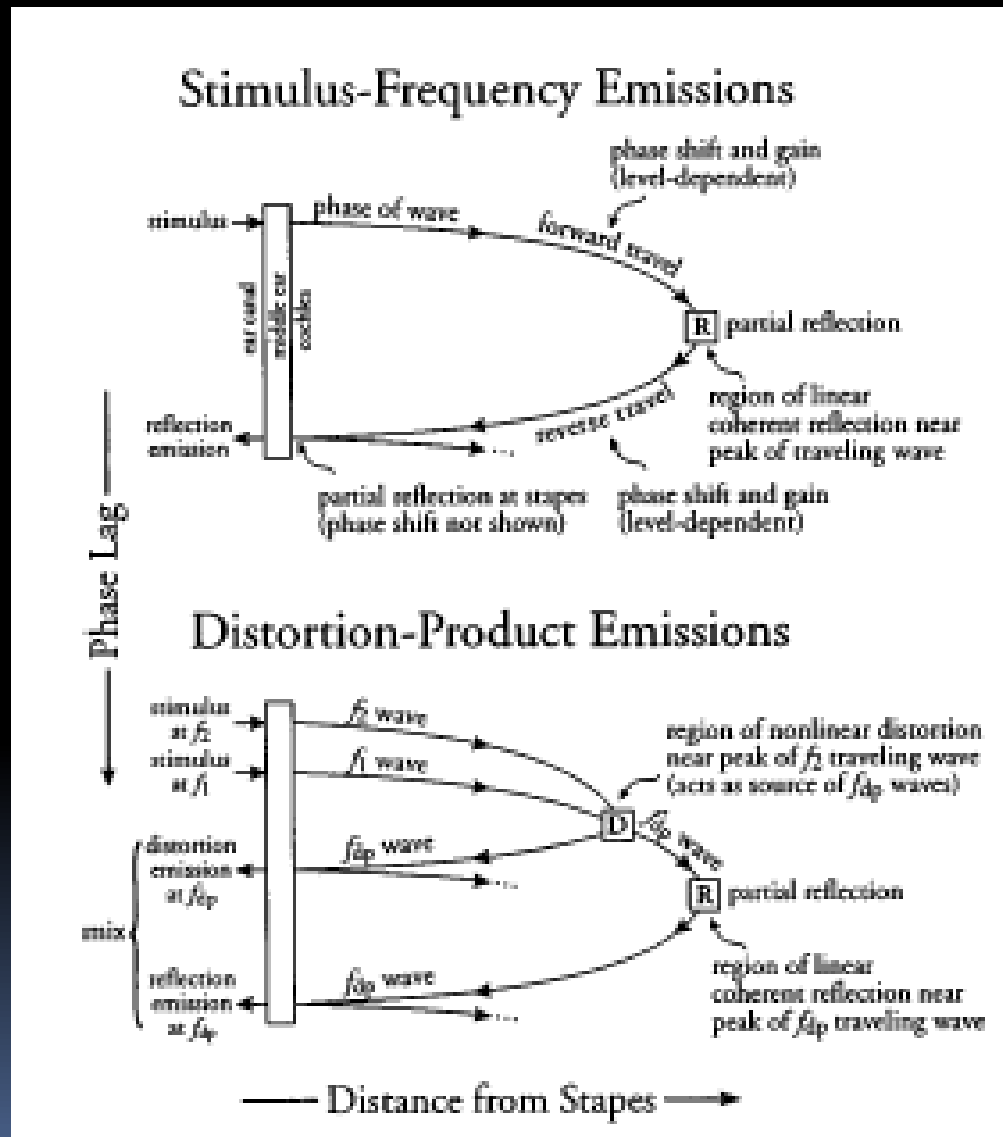 Stimulus-Frequency Emissions
phase shift and gain
(level-dependent)
stimulus
phase of wave
forward travel
ear canal
middle ear
cochlea
R
partial reflection
reflection
emission
reverse travel
...
region of linear
coherent reflection near
peak of traveling wave
partial reflection at stapes
(phase shift not shown)
phase shift and gain
(level-dependent)
Phase Lag
Distortion-Product Emissions
stimulus
at f2
f2 wave
stimulus
at f1
f1 wave
region of nonlinear distortion
near peak of f2 traveling wave
(acts as source of fdp waves)
D
fdp wave
distortion
emission
at fdp
fdp wave
...
R
partial reflection
mix
reflection
emission
at fdp
fdp wave
...
region of linear
coherent reflection near
peak of fdp traveling wave
Distance from Stapes